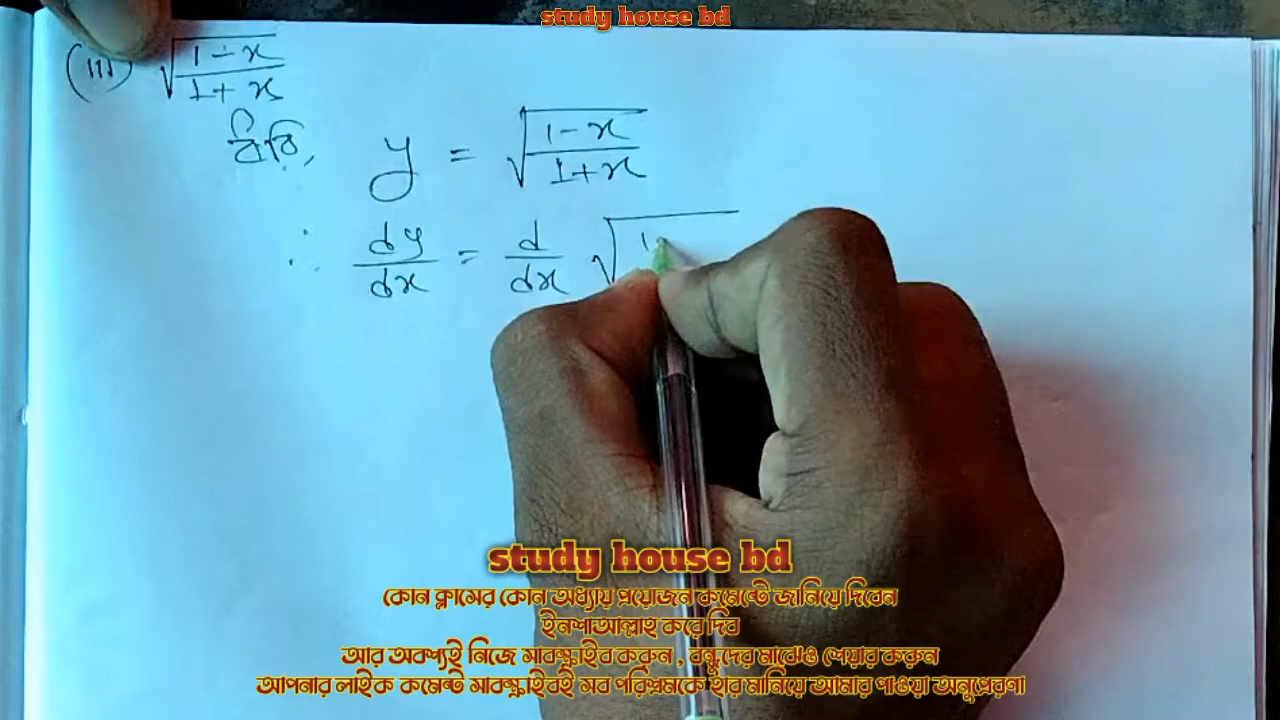 study house bd
(iii) √((1-x)/(1+x))
ধরি, y = √((1-x)/(1+x))
∴ dy/dx = d/dx √(1
study house bd
কোন ক্লাসের কোন অধ্যায় প্রয়োজন কমেন্টে জানিয়ে দিবেন
ইনশাআল্লাহ করে দিব
আর অবশ্যই নিজে সাবস্ক্রাইব করুন , বন্ধুদের মাঝেও শেয়ার করুন
আপনার লাইক কমেন্ট সাবস্ক্রাইবই সব পরিশ্রমকে হার মানিয়ে আমার পাওয়া অনুপ্রেরণা